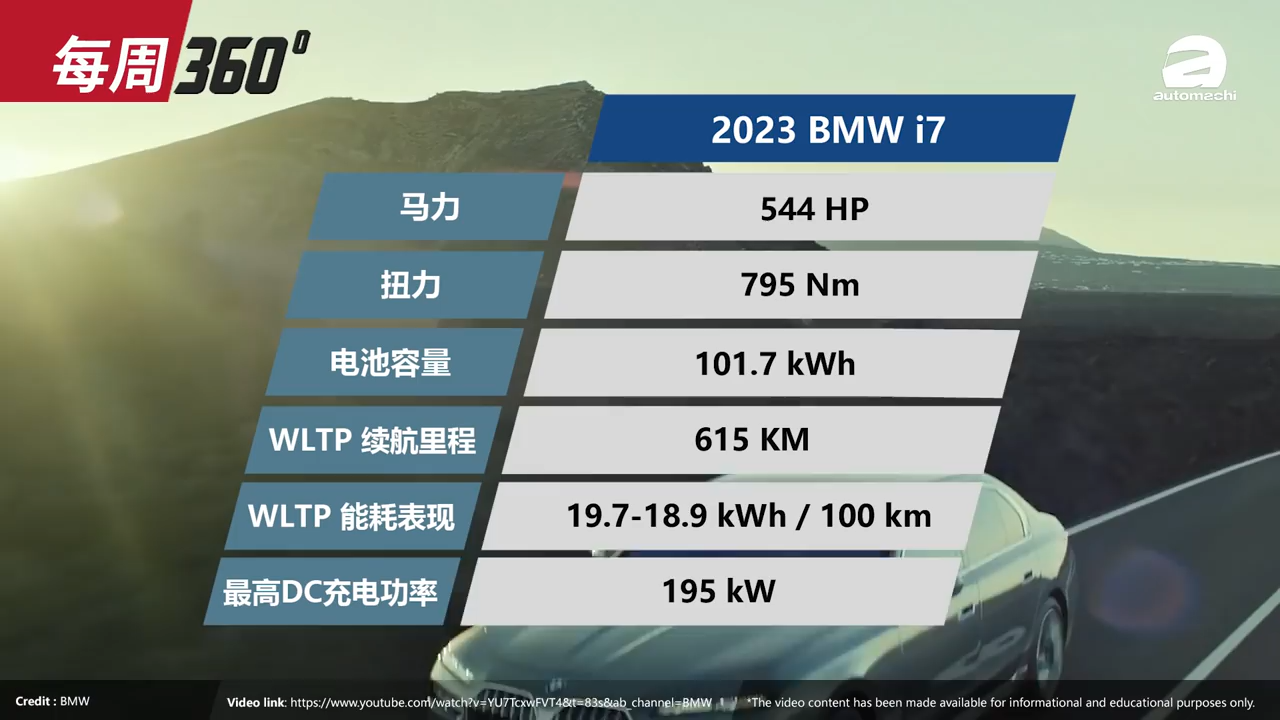 每周360°
automachi
2023 BMW i7
马力 544 HP
扭力 795 Nm
电池容量 101.7 kWh
WLTP 续航里程 615 KM
WLTP 能耗表现 19.7-18.9 kWh / 100 km
最高DC充电功率 195 kW
Credit : BMW Video link: https://www.youtube.com/watch?v=YU7TcxwFVT4&t=83s&ab_channel=BMW *The video content has been made available for informational and educational purposes only.